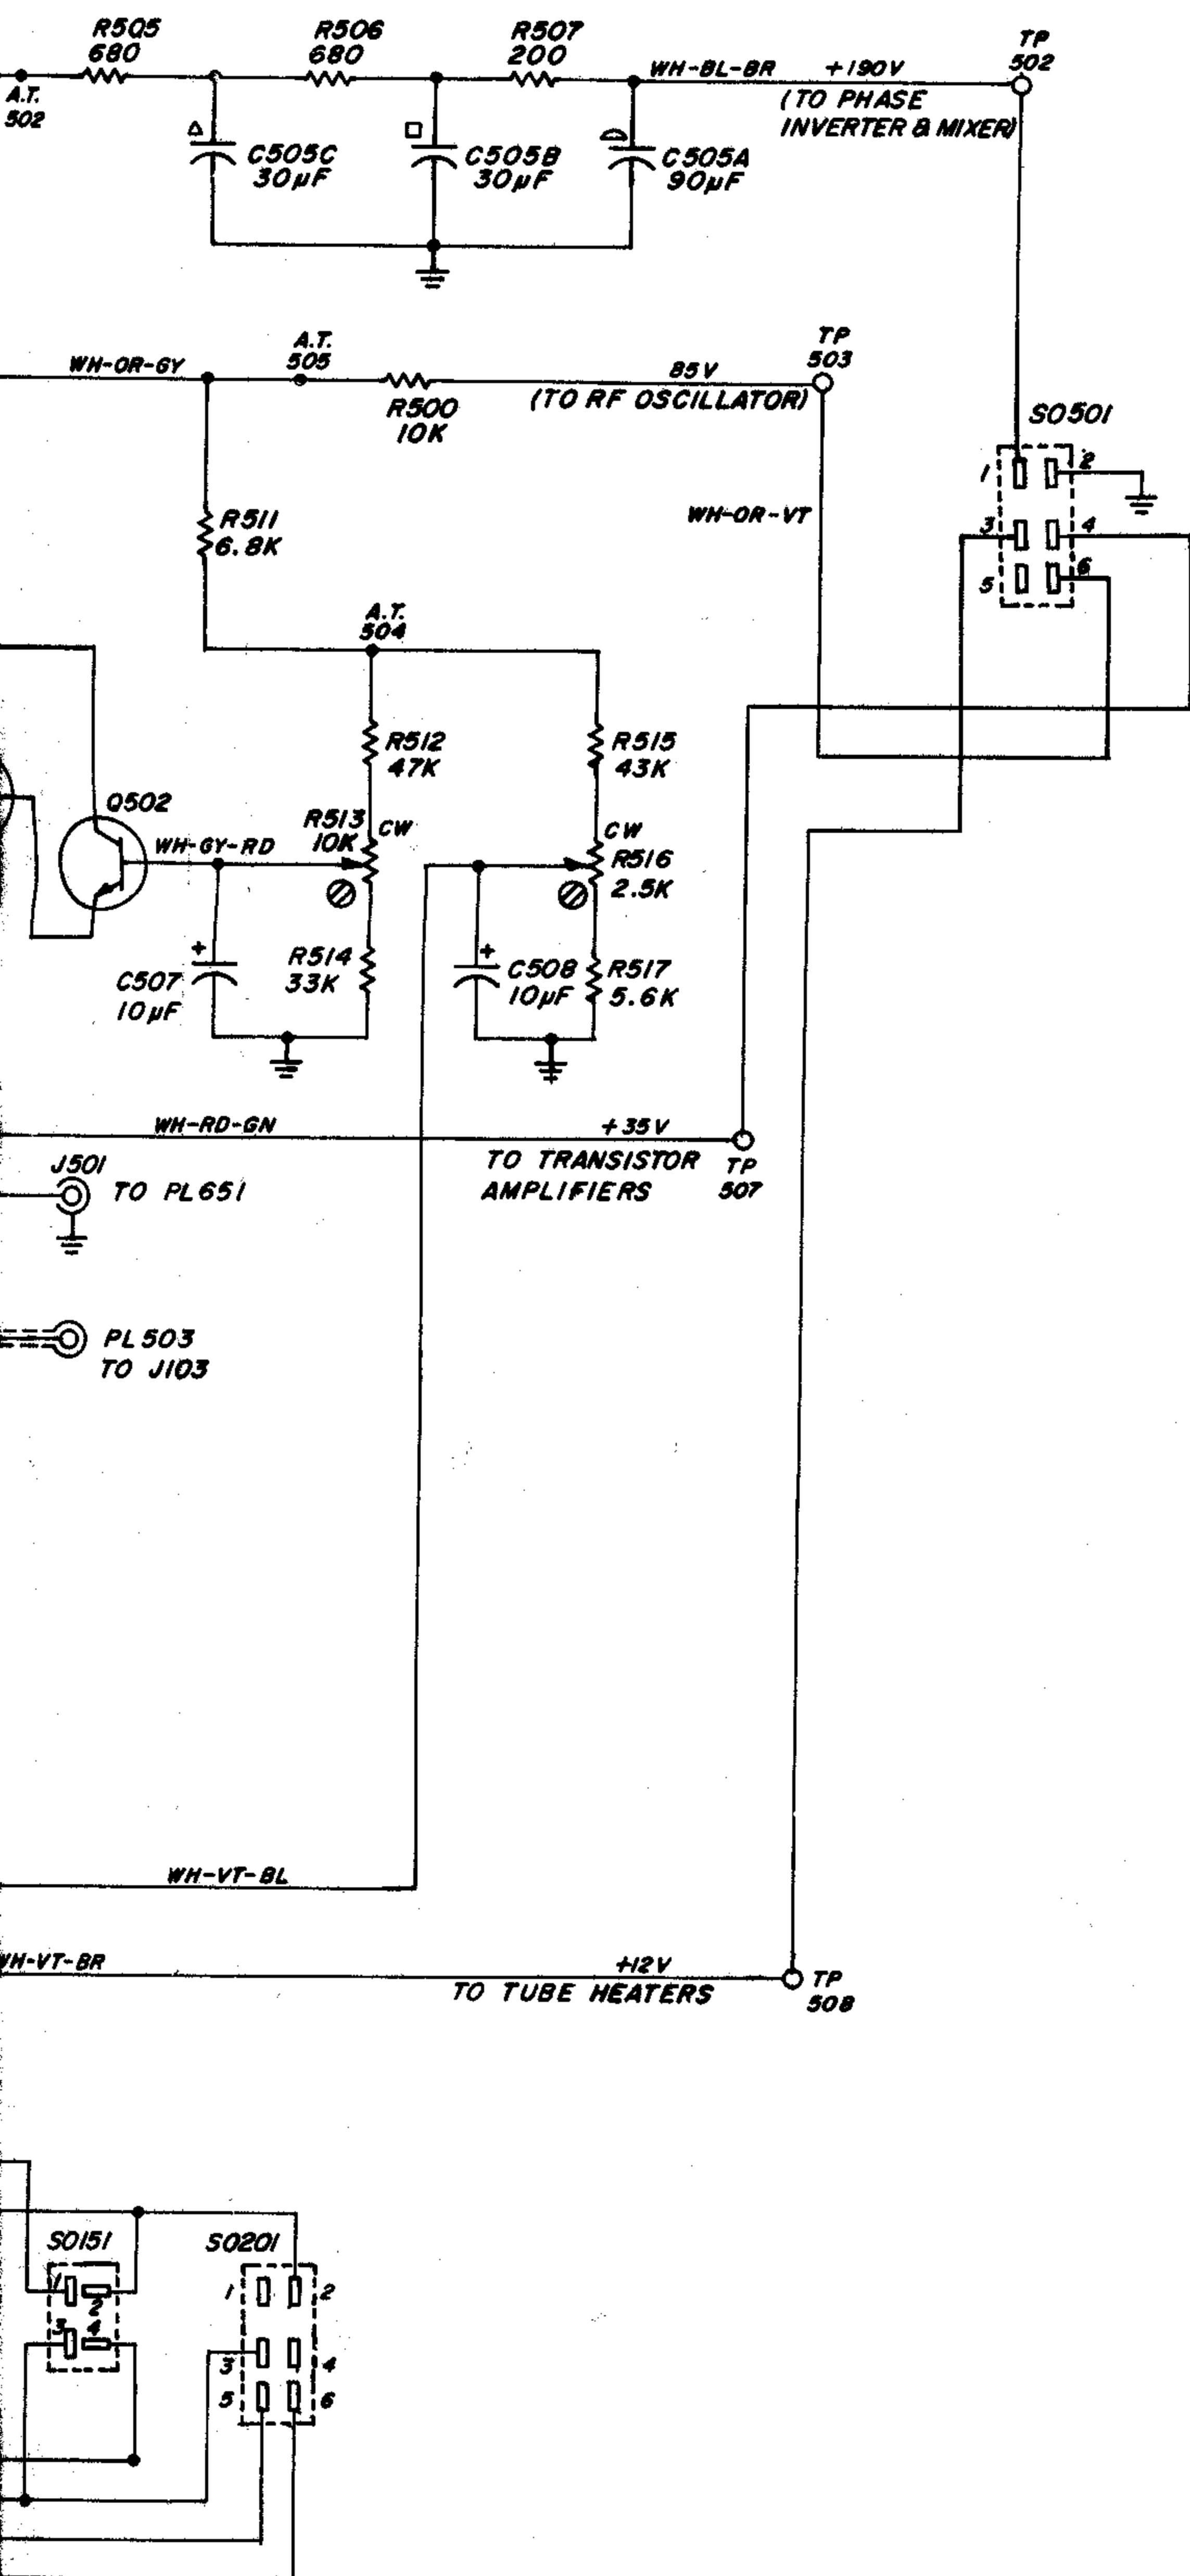 R505
680
R506
680
R507
200
TP
502
A.T.
502
WH-BL-BR
+190V
(TO PHASE
INVERTER & MIXER)
C505C
30µF
C505B
30µF
C505A
90µF
WH-OR-GY
A.T.
505
R500
10K
85V
(TO RF OSCILLATOR)
TP
503
SO501
1
2
3
4
5
6
WH-OR-VT
R511
6.8K
A.T.
504
R512
47K
R515
43K
Q502
WH-GY-RD
R513
10K
CW
CW
R516
2.5K
+
C507
10µF
R514
33K
+
C508
10µF
R517
5.6K
WH-RD-GN
+35V
TO TRANSISTOR
AMPLIFIERS
TP
507
J501
TO PL651
PL503
TO J103
WH-VT-BL
WH-VT-BR
+12V
TO TUBE HEATERS
TP
508
SO151
1
2
3
4
SO201
1
2
3
4
5
6